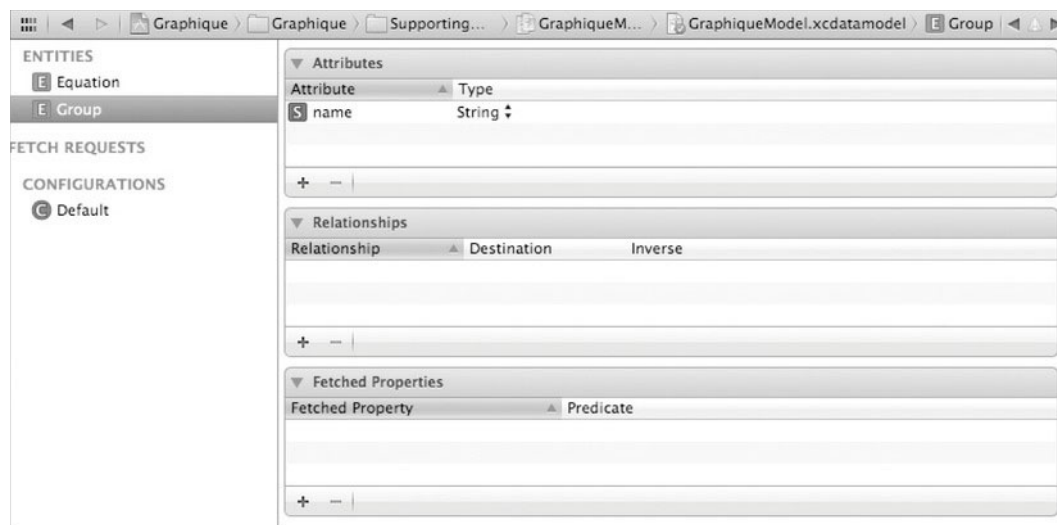 Graphique Graphique Supporting... GraphiqueM... GraphiqueModel.xcdatamodel E Group
ENTITIES
E Equation
E Group
FETCH REQUESTS
CONFIGURATIONS
C Default
Attributes
Attribute Type
S name String
+ −
Relationships
Relationship Destination Inverse
+ −
Fetched Properties
Fetched Property Predicate
+ −